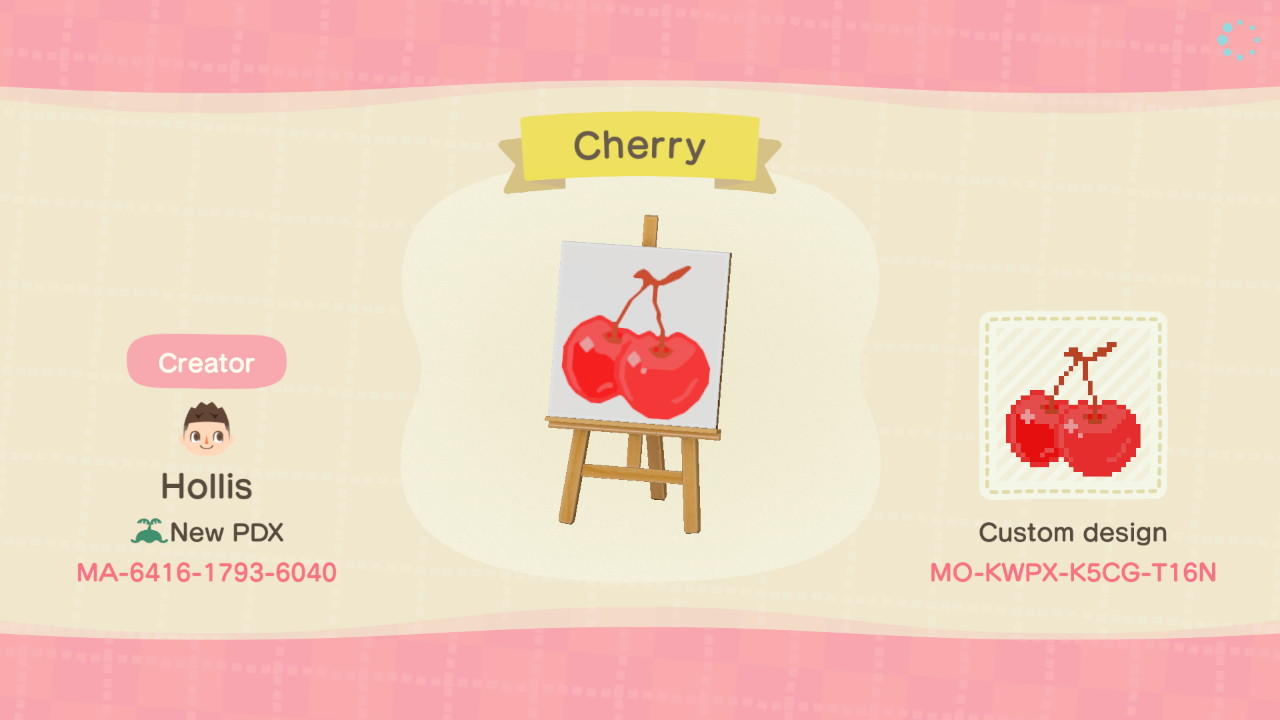 Cherry
Creator
Hollis
New PDX
MA-6416-1793-6040
Custom design
MO-KWPX-K5CG-T16N